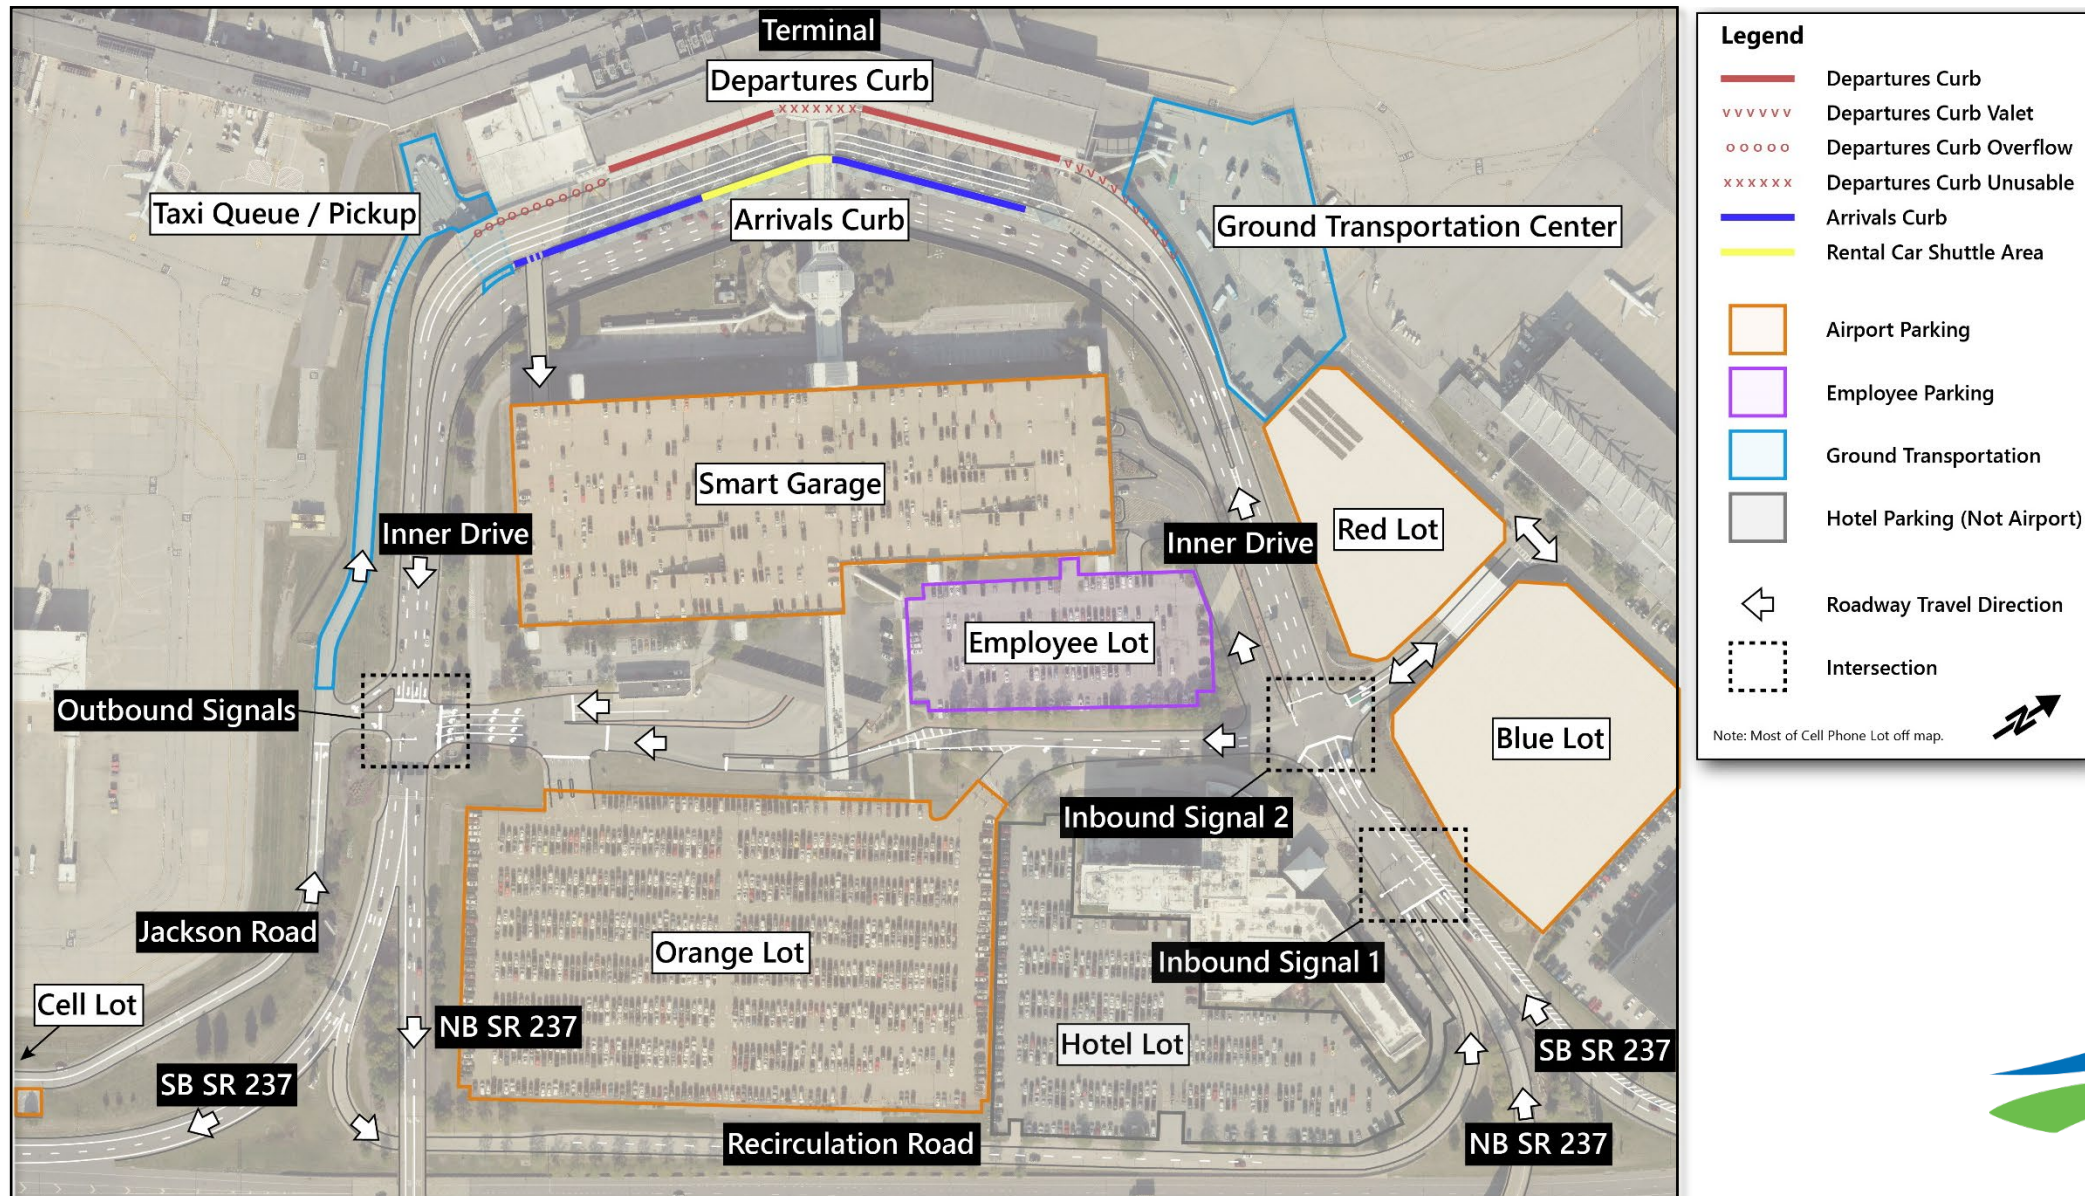 Terminal
Departures Curb
Taxi Queue / Pickup
Arrivals Curb
Ground Transportation Center
Smart Garage
Inner Drive
Inner Drive
Red Lot
Employee Lot
Outbound Signals
Blue Lot
Inbound Signal 2
Jackson Road
Orange Lot
Inbound Signal 1
Cell Lot
NB SR 237
Hotel Lot
SB SR 237
SB SR 237
Recirculation Road
NB SR 237
Legend
Departures Curb
v v v v v v Departures Curb Valet
o o o o o Departures Curb Overflow
x x x x x x Departures Curb Unusable
Arrivals Curb
Rental Car Shuttle Area
Airport Parking
Employee Parking
Ground Transportation
Hotel Parking (Not Airport)
Roadway Travel Direction
Intersection
Note: Most of Cell Phone Lot off map.
N